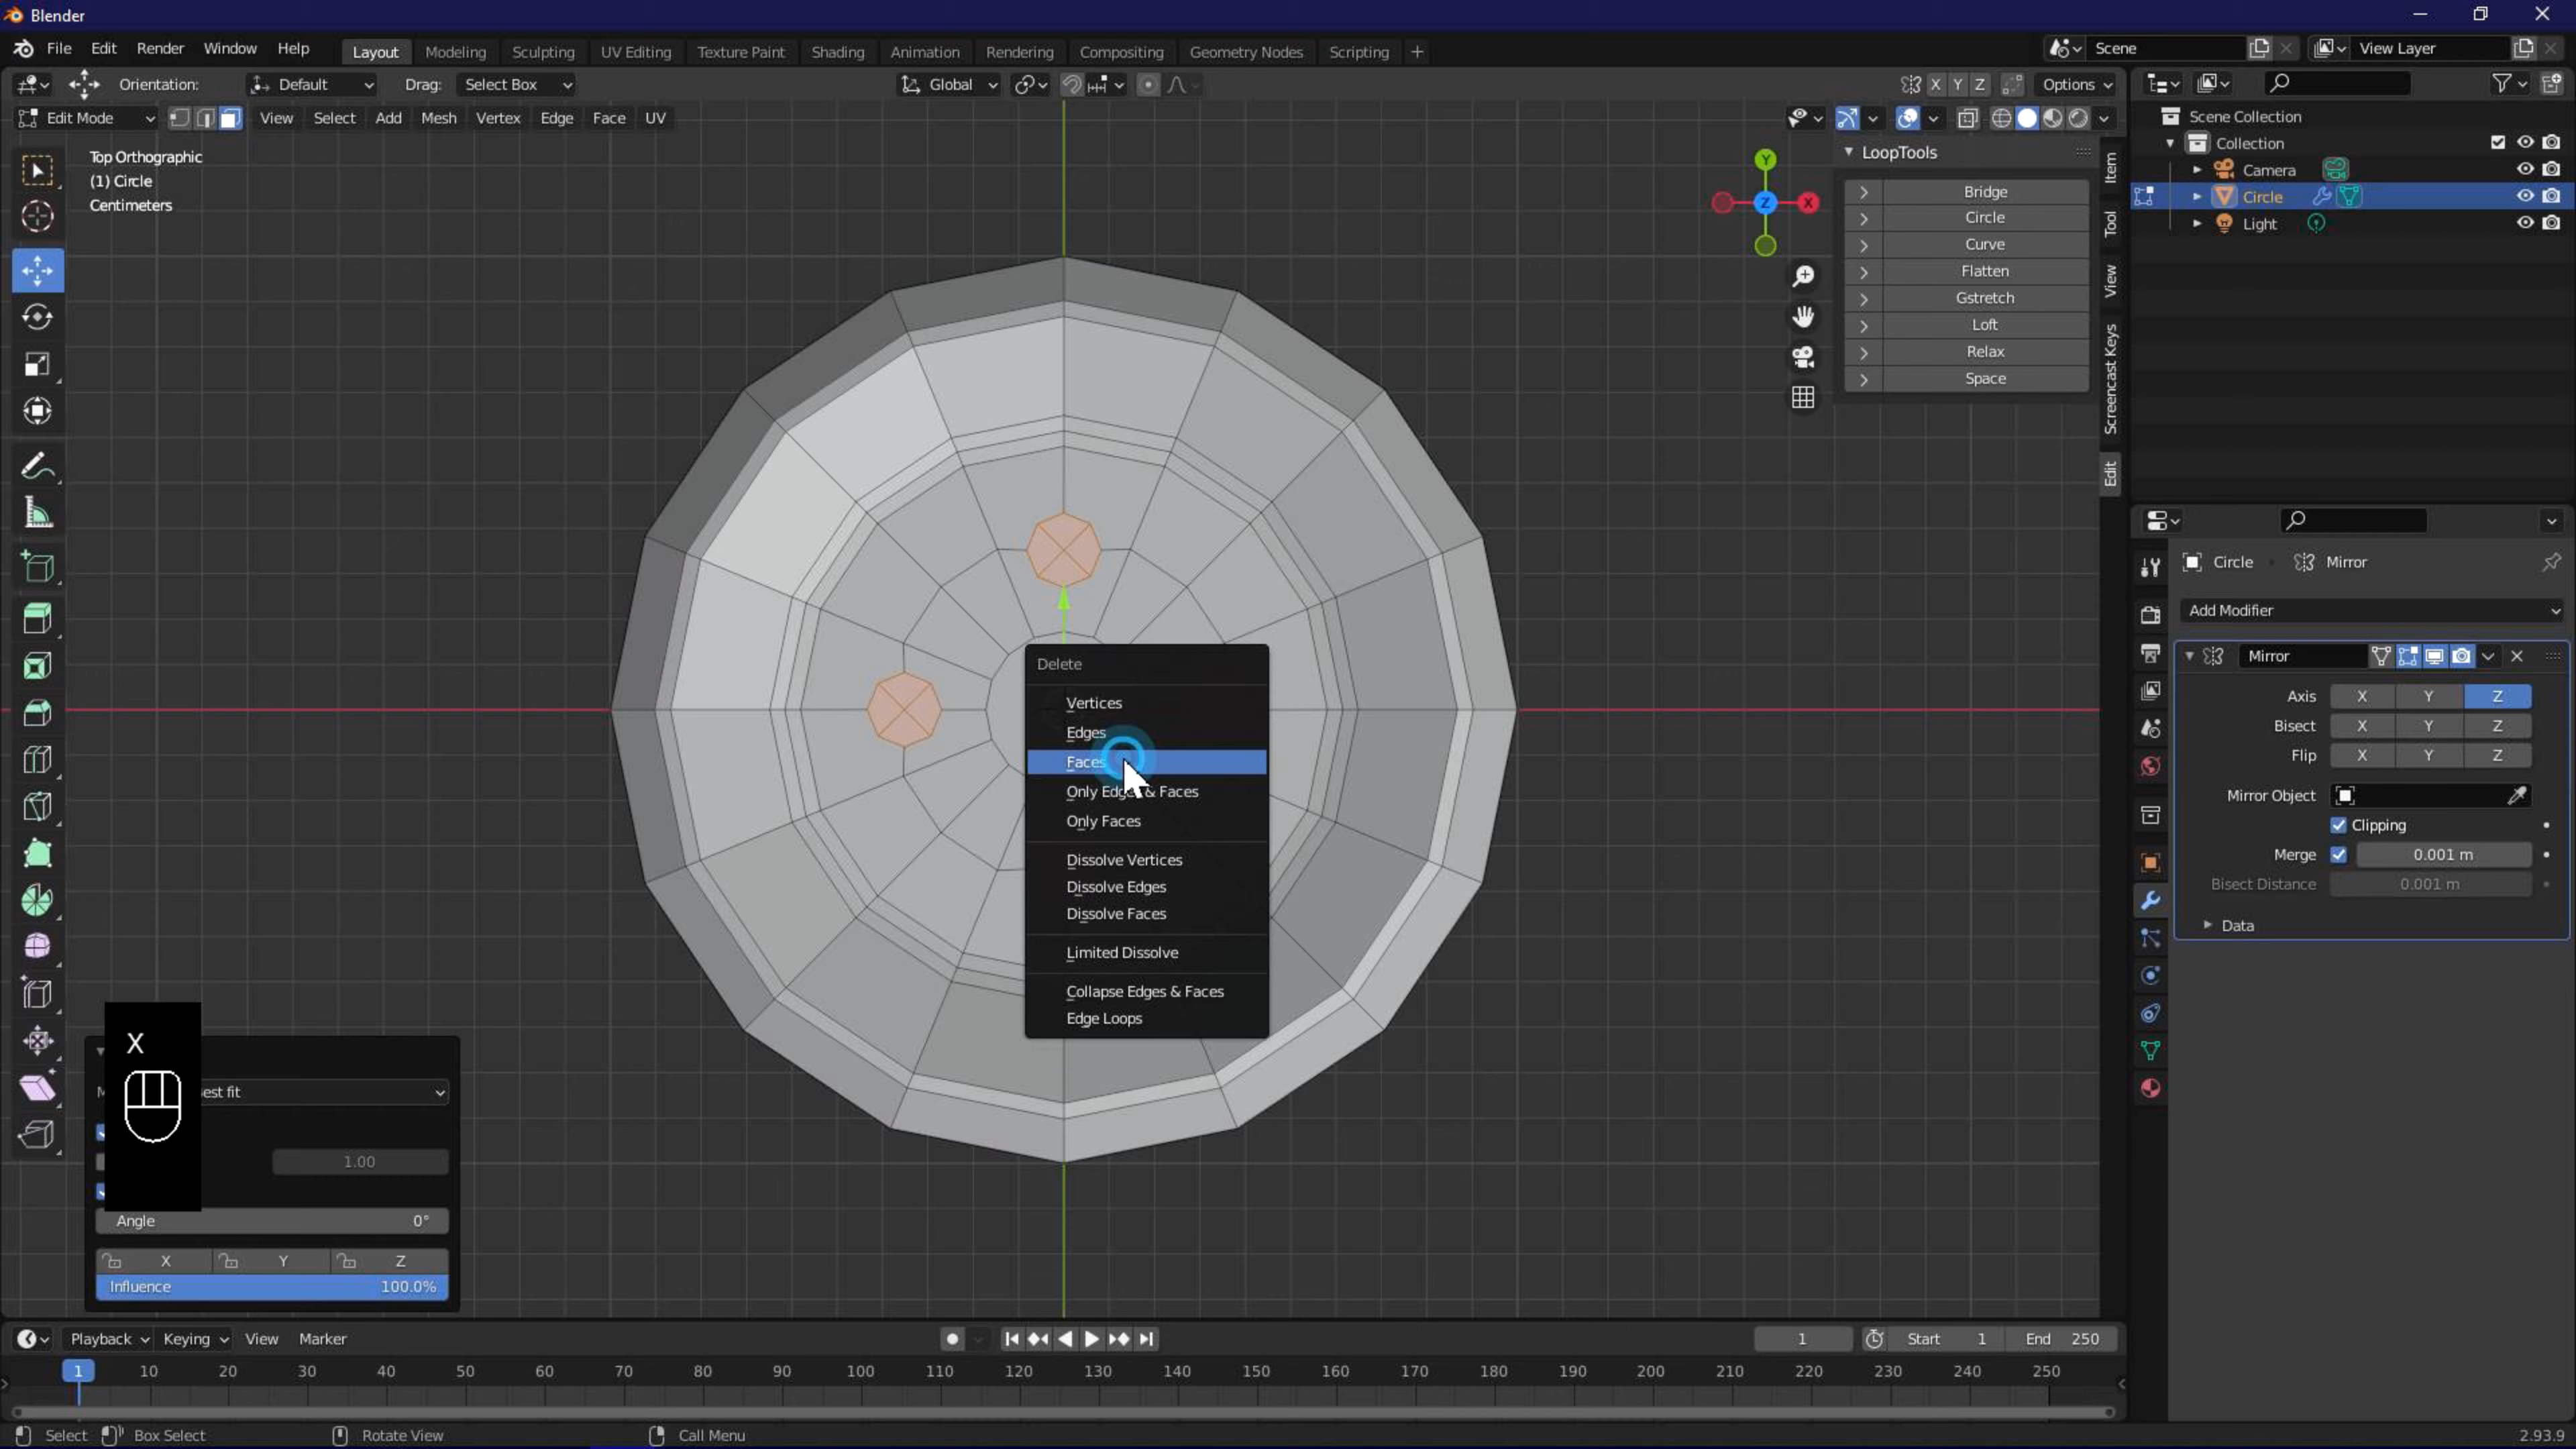 Blender
File Edit Render Window Help Layout Modeling Sculpting UV Editing Texture Paint Shading Animation Rendering Compositing Geometry Nodes Scripting + Scene View Layer
Orientation: Default Drag: Select Box Global X Y Z Options
Edit Mode View Select Add Mesh Vertex Edge Face UV
Top Orthographic
(1) Circle
Centimeters
Y
Z
X
LoopTools
Bridge
Circle
Curve
Flatten
Gstretch
Loft
Relax
Space
Item
Tool
View
Screencast Keys
Edit
Scene Collection
Collection
Camera
Circle
Light
Circle Mirror
Add Modifier
Mirror
Axis X Y Z
Bisect X Y Z
Flip X Y Z
Mirror Object
Clipping
Merge 0.001 m
Bisect Distance 0.001 m
Data
Delete
Vertices
Edges
Faces
Only Edges & Faces
Only Faces
Dissolve Vertices
Dissolve Edges
Dissolve Faces
Limited Dissolve
Collapse Edges & Faces
Edge Loops
X
est fit
1.00
Angle 0°
X Y Z
Influence 100.0%
Playback Keying View Marker 1 Start 1 End 250
1 10 20 30 40 50 60 70 80 90 100 110 120 130 140 150 160 170 180 190 200 210 220 230 240 250
Select Box Select Rotate View Call Menu 2.93.9